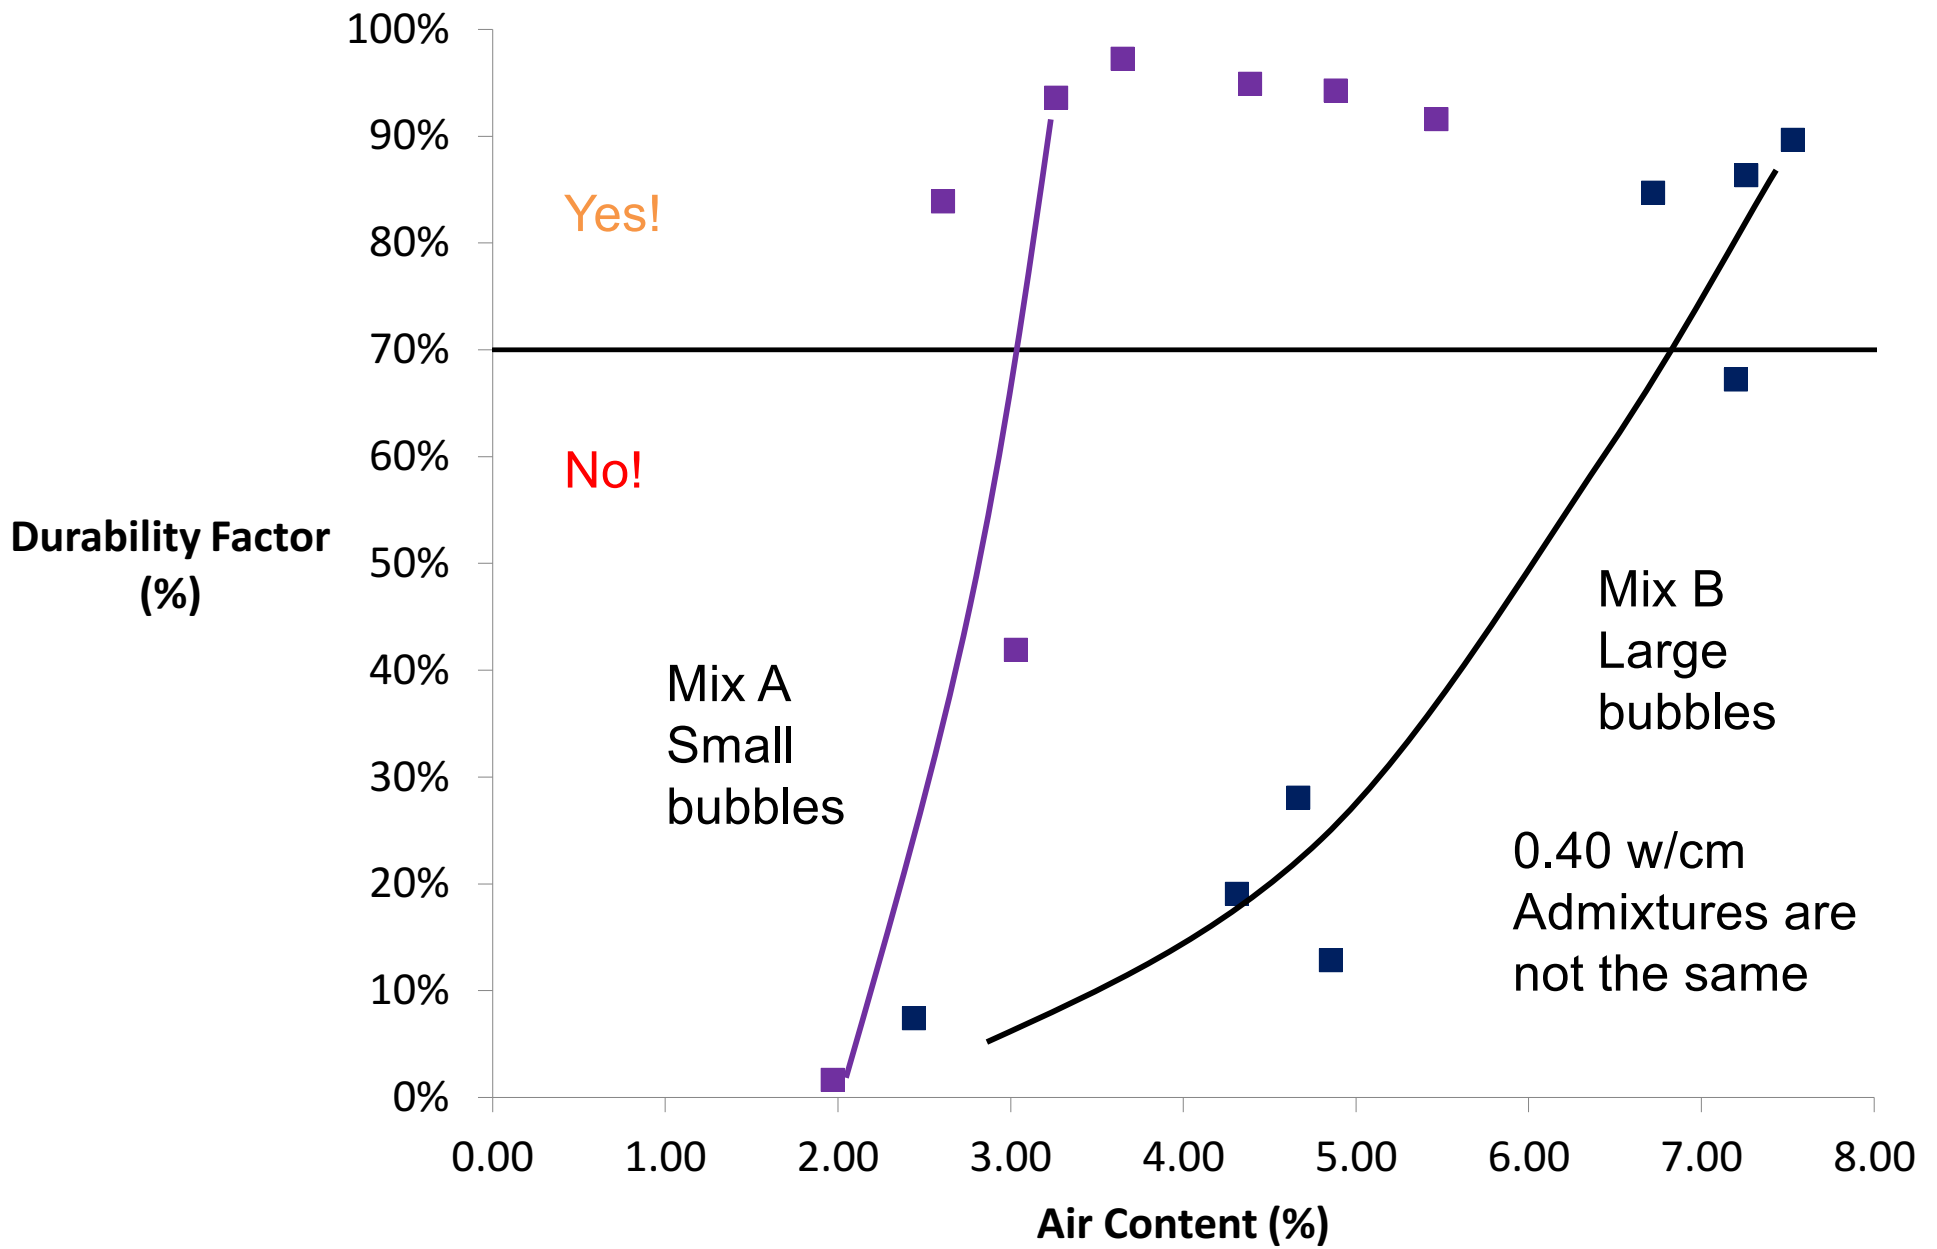 100%
90%
80%
70%
60%
50%
40%
30%
20%
10%
0%
Yes!
No!
Durability Factor
(%)
Mix A
Small
bubbles
Mix B
Large
bubbles
0.40 w/cm
Admixtures are
not the same
0.00 1.00 2.00 3.00 4.00 5.00 6.00 7.00 8.00
Air Content (%)